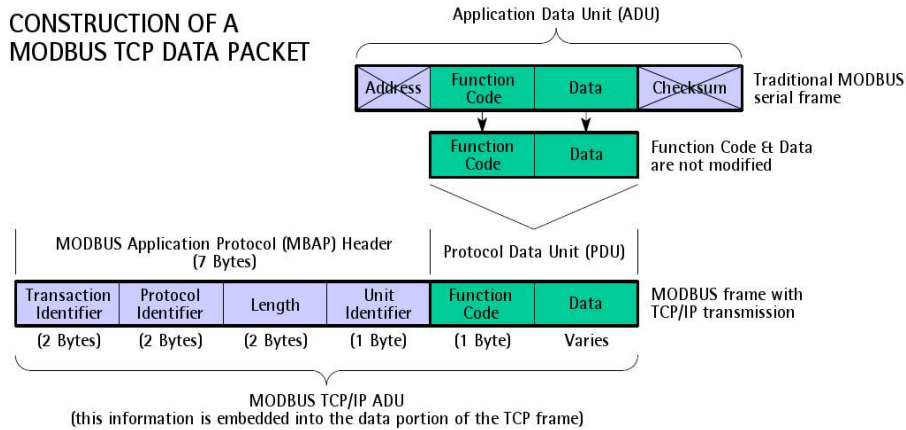 CONSTRUCTION OF A
MODBUS TCP DATA PACKET
Application Data Unit (ADU)
Address
Function
Code
Data
Checksum
Traditional MODBUS
serial frame
Function
Code
Data
Function Code & Data
are not modified
MODBUS Application Protocol (MBAP) Header
(7 Bytes)
Protocol Data Unit (PDU)
Transaction
Identifier
Protocol
Identifier
Length
Unit
Identifier
Function
Code
Data
MODBUS frame with
TCP/IP transmission
(2 Bytes)
(2 Bytes)
(2 Bytes)
(1 Byte)
(1 Byte)
Varies
MODBUS TCP/IP ADU
(this information is embedded into the data portion of the TCP frame)